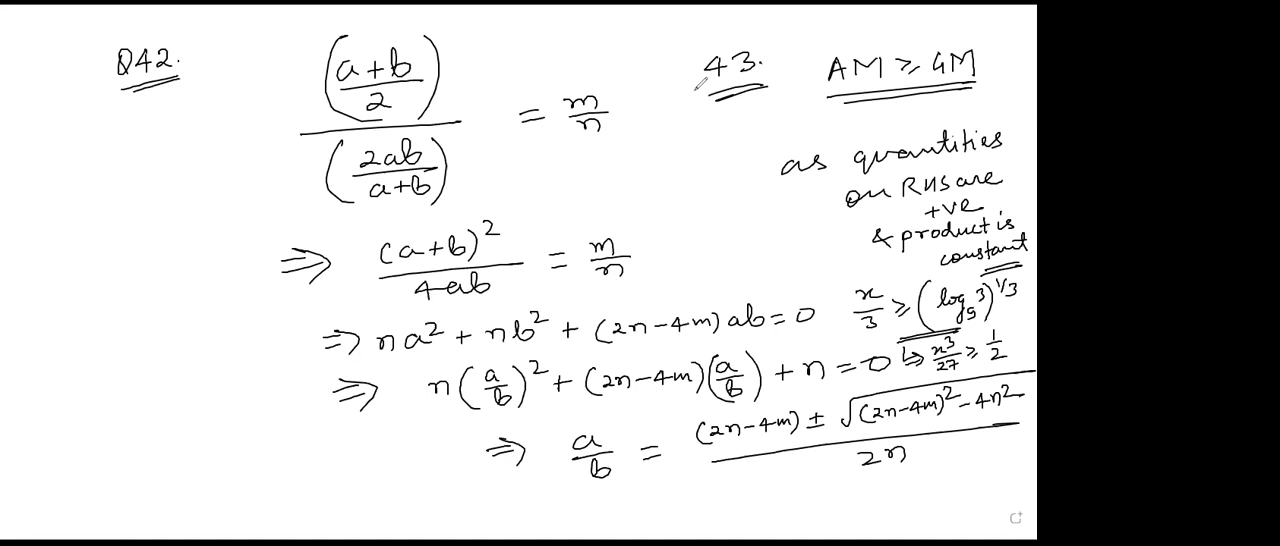 Q42.
((a+b)/2) / (2ab/(a+b)) = m/n
⇒ (a+b)²/4ab = m/n
⇒ na² + nb² + (2n-4m)ab = 0
⇒ n(a/b)² + (2n-4m)(a/b) + n = 0
⇒ a/b = ((2n-4m) ± √((2n-4m)² - 4n²))/2n
43. AM ≥ GM
as quantities
on RHS are
+ve
& product is
constant
x/3 ≥ (log₉3)^(1/3)
↳ x³/27 ≥ 1/2